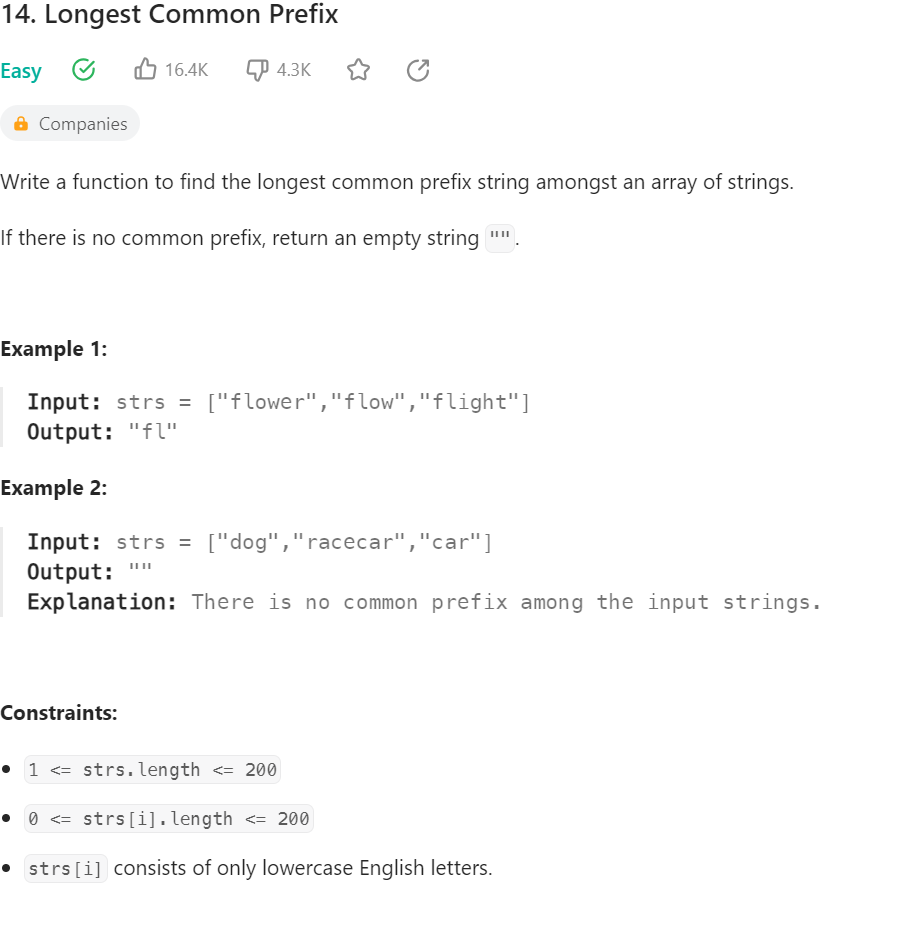 14. Longest Common Prefix
Easy 16.4K 4.3K
Companies
Write a function to find the longest common prefix string amongst an array of strings.
If there is no common prefix, return an empty string "".
Example 1:
Input: strs = ["flower","flow","flight"]
Output: "fl"
Example 2:
Input: strs = ["dog","racecar","car"]
Output: ""
Explanation: There is no common prefix among the input strings.
Constraints:
1 <= strs.length <= 200
0 <= strs[i].length <= 200
strs[i] consists of only lowercase English letters.